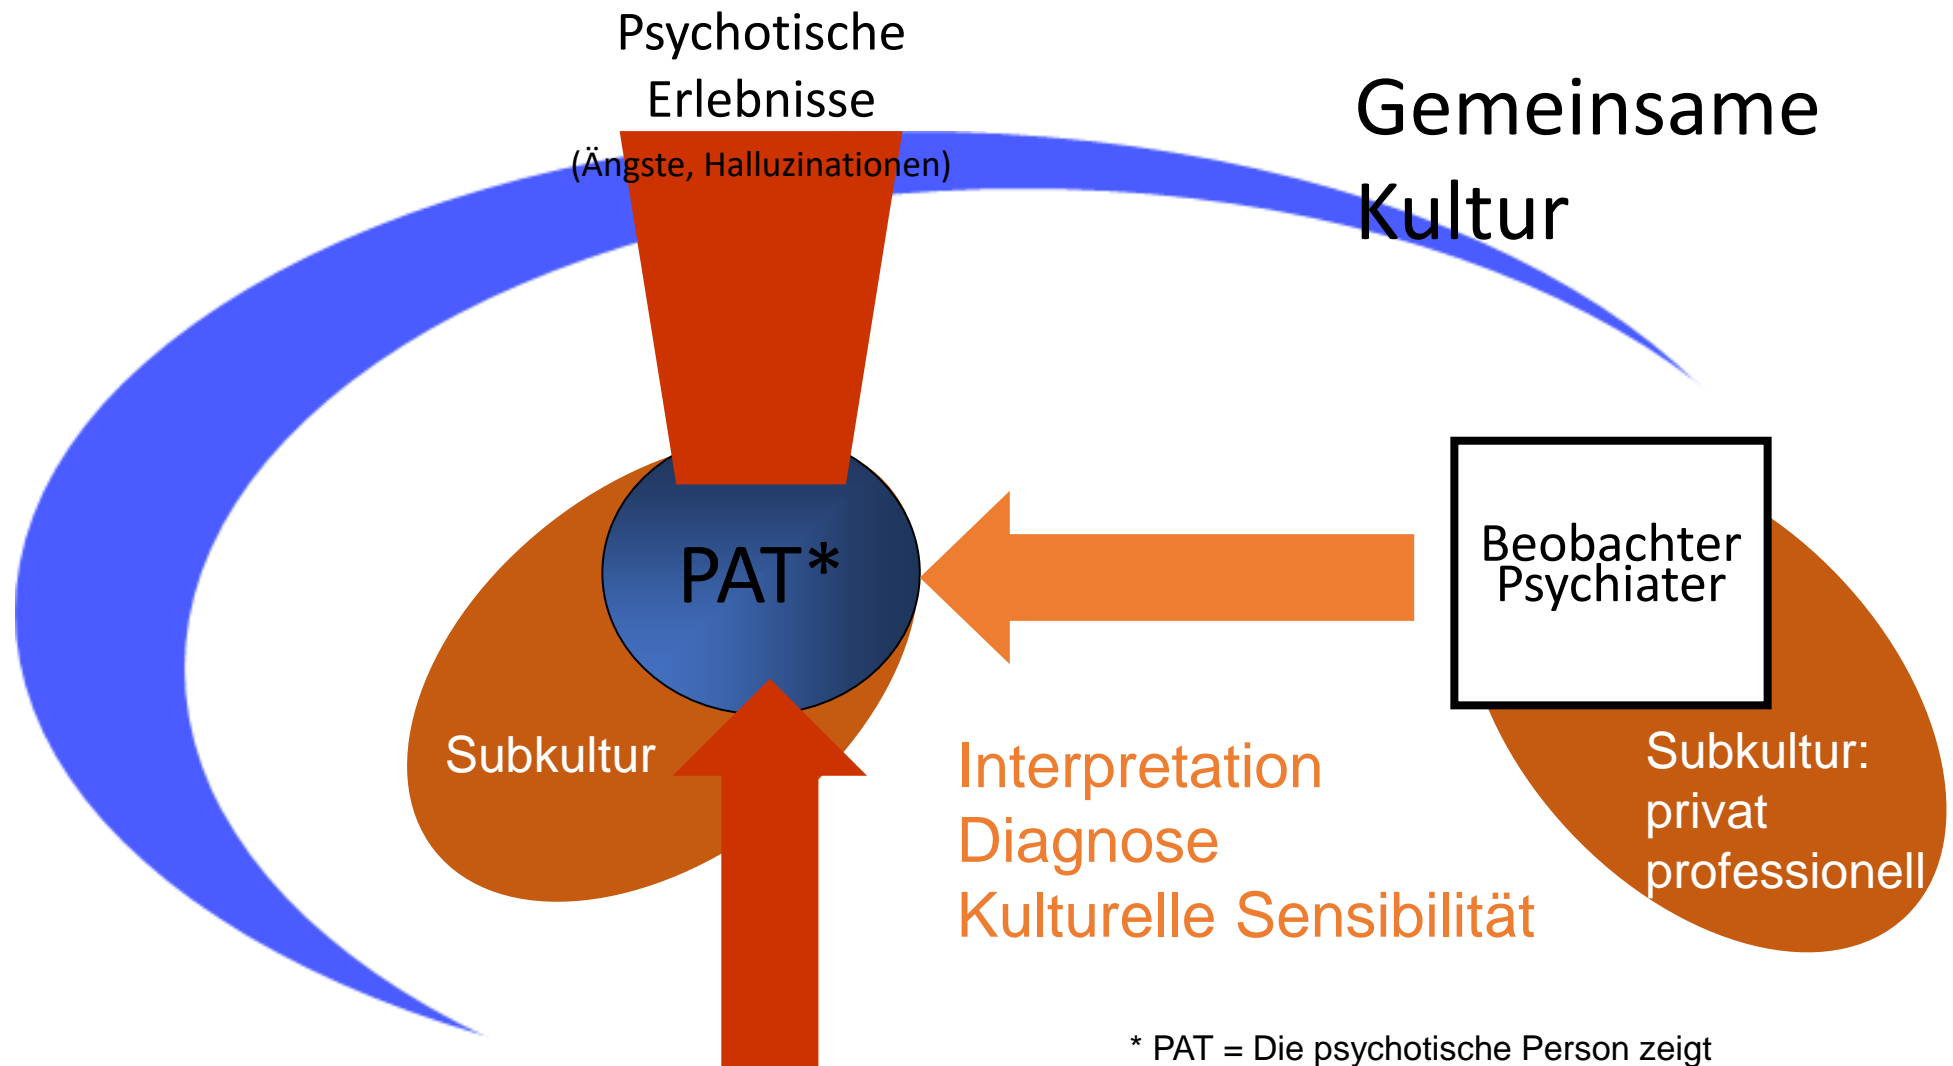 Psychotische
Erlebnisse
(Ängste, Halluzinationen)
Gemeinsame
Kultur
PAT*
Beobachter
Psychiater
Subkultur
Interpretation
Diagnose
Kulturelle Sensibilität
Subkultur:
privat
professionell
* PAT = Die psychotische Person zeigt